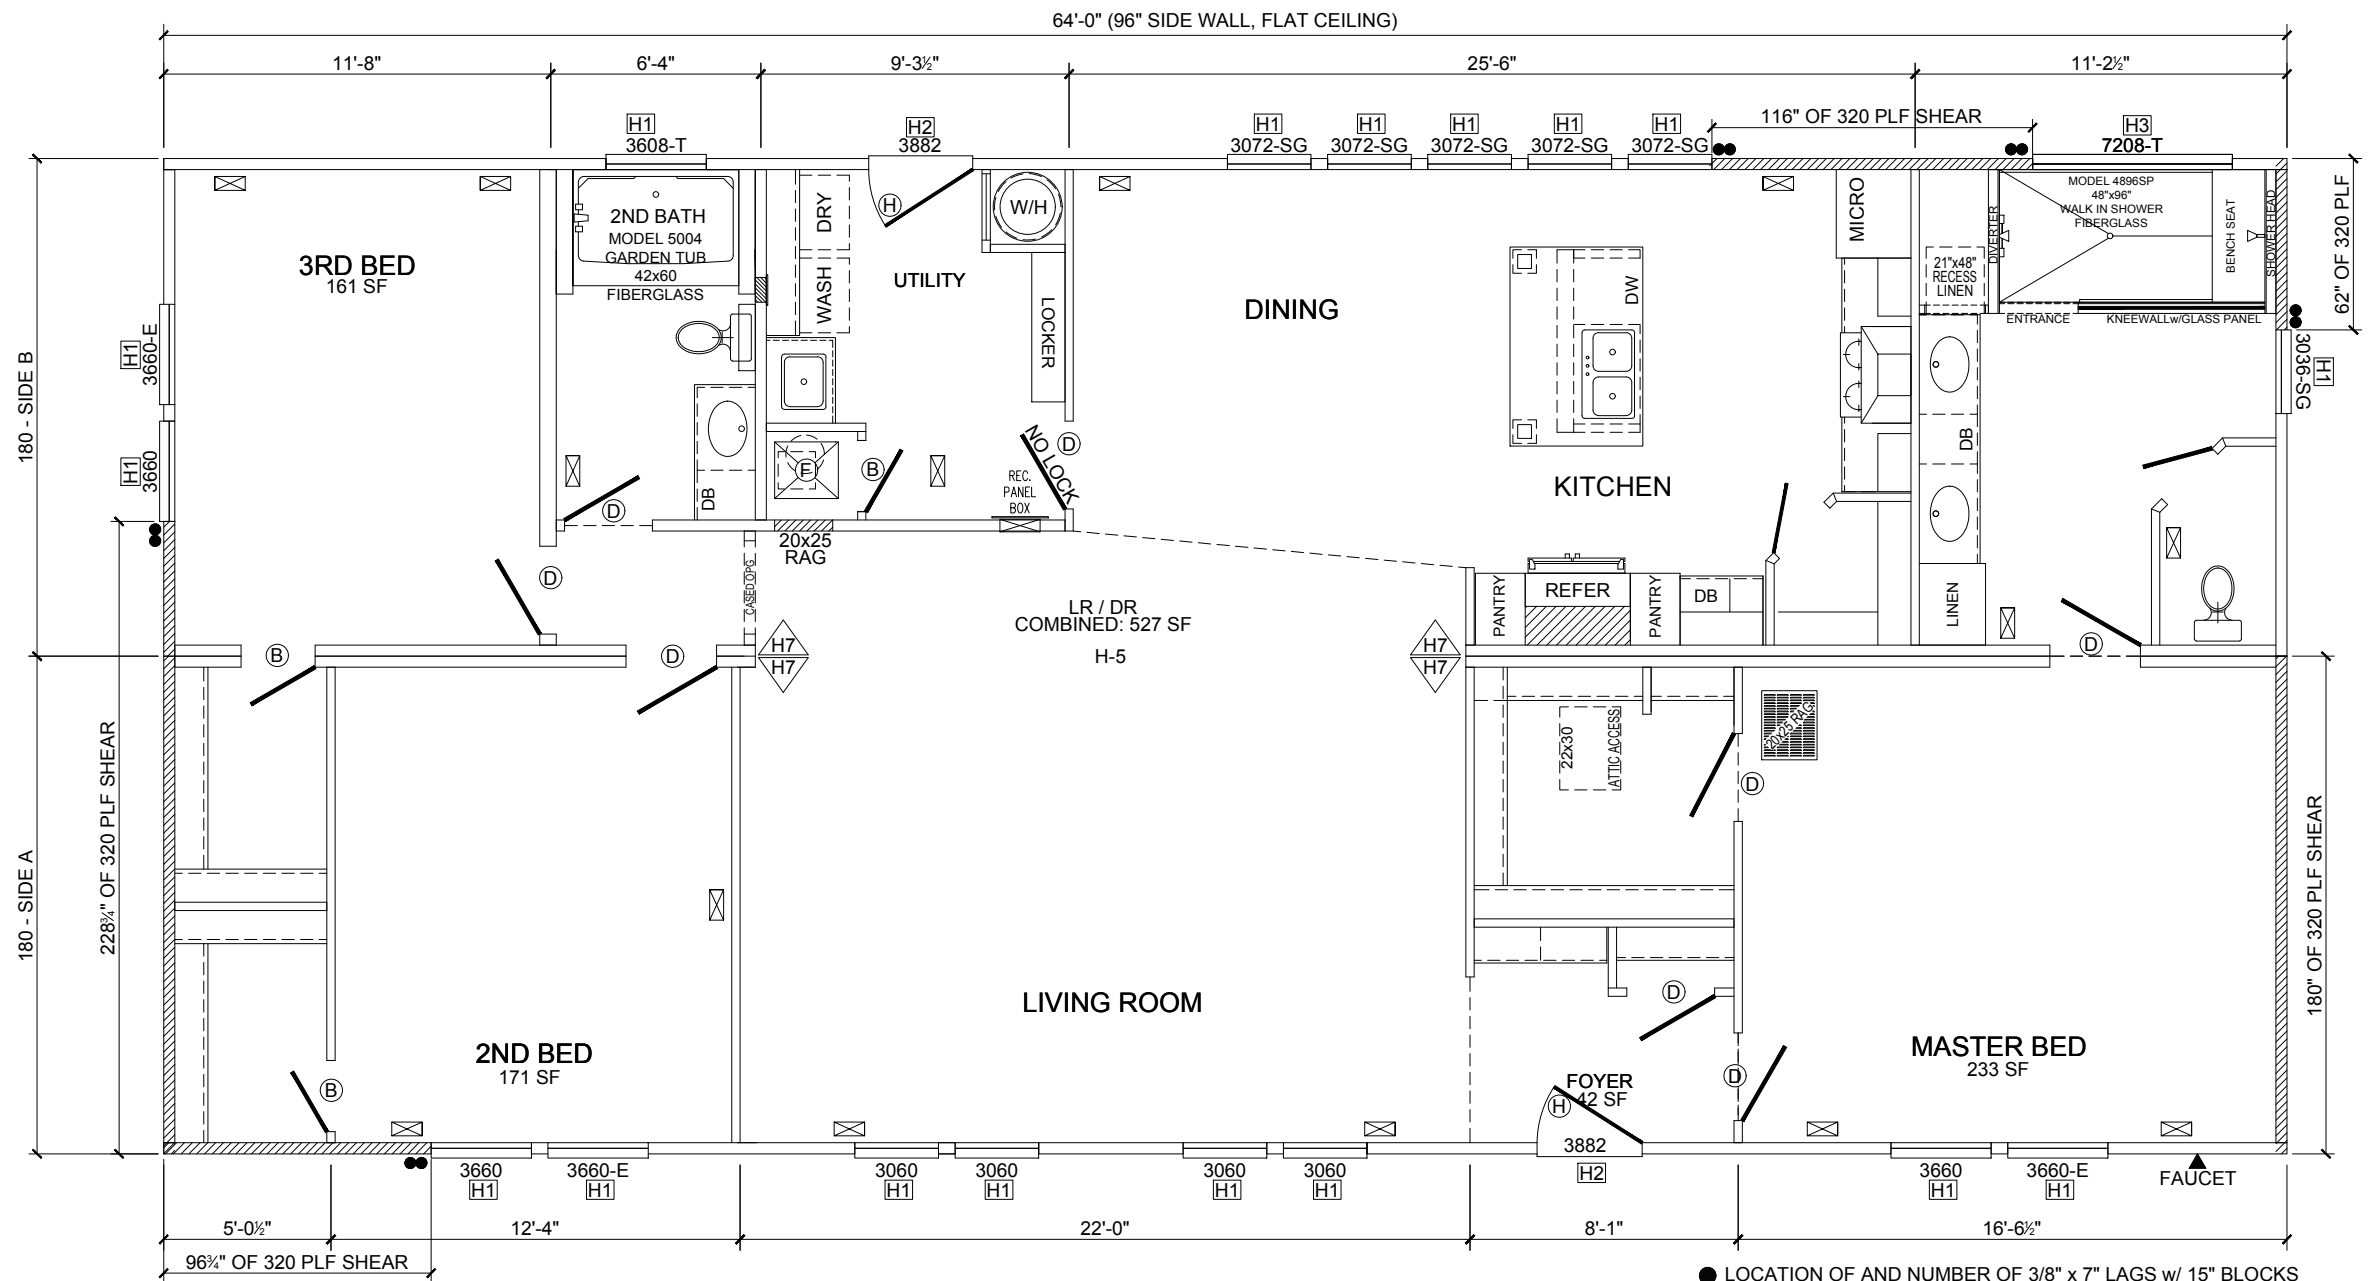 64'-0" (96" SIDE WALL, FLAT CEILING)
11'-8"
6'-4"
9'-3½"
25'-6"
11'-2½"
H1
3608-T
H2
3882
H1
3072-SG
H1
3072-SG
H1
3072-SG
H1
3072-SG
H1
3072-SG
116" OF 320 PLF SHEAR
H3
7208-T
180 - SIDE B
H1
3660-E
H1
3660
3RD BED
161 SF
2ND BATH
MODEL 5004
GARDEN TUB
42x60
FIBERGLASS
DB
D
D
DRY
WASH
H
W/H
UTILITY
LOCKER
F
B
REC.
PANEL
BOX
NO LOCK
D
20x25
RAG
CASED OPG
DINING
DW
KITCHEN
MICRO
PANTRY
REFER
PANTRY
DB
21"x48"
RECESS
LINEN
DIVERTER
MODEL 4896SP
48"x96"
WALK IN SHOWER
FIBERGLASS
BENCH SEAT
SHOWER HEAD
ENTRANCE
KNEEWALLw/GLASS PANEL
DB
LINEN
D
62" OF 320 PLF
3036-SG
H1
LR / DR
COMBINED: 527 SF
H-5
H7
H7
H7
H7
B
D
180 - SIDE A
228¾" OF 320 PLF SHEAR
2ND BED
171 SF
B
LIVING ROOM
22x30
ATTIC ACCESS
20x25 RAG
D
D
D
FOYER
42 SF
H
MASTER BED
233 SF
180" OF 320 PLF SHEAR
3660
H1
3660-E
H1
3060
H1
3060
H1
3060
H1
3060
H1
3882
H2
3660
H1
3660-E
H1
FAUCET
5'-0½"
12'-4"
22'-0"
8'-1"
16'-6½"
96¾" OF 320 PLF SHEAR
● LOCATION OF AND NUMBER OF 3/8" x 7" LAGS w/ 15" BLOCKS